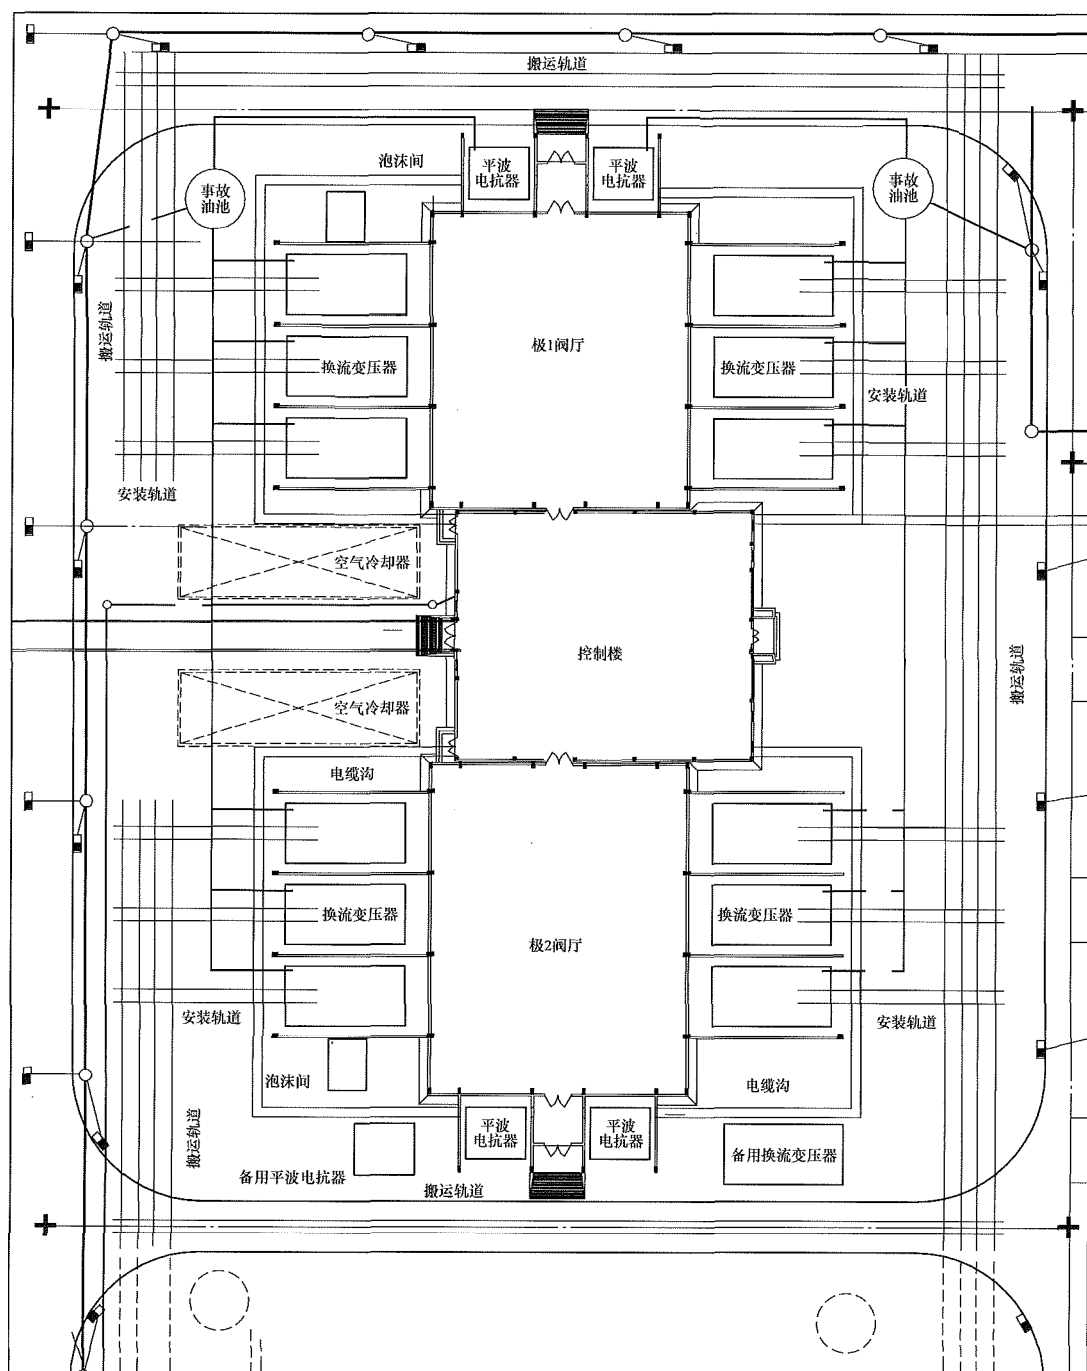 搬运轨道
泡沫间
平波
电抗器
平波
电抗器
事故
油池
事故
油池
搬运轨道
极1阀厅
换流变压器
换流变压器
安装轨道
安装轨道
空气冷却器
控制楼
搬运轨道
空气冷却器
电缆沟
换流变压器
换流变压器
极2阀厅
安装轨道
安装轨道
泡沫间
电缆沟
搬运轨道
平波
电抗器
平波
电抗器
备用换流变压器
备用平波电抗器
搬运轨道